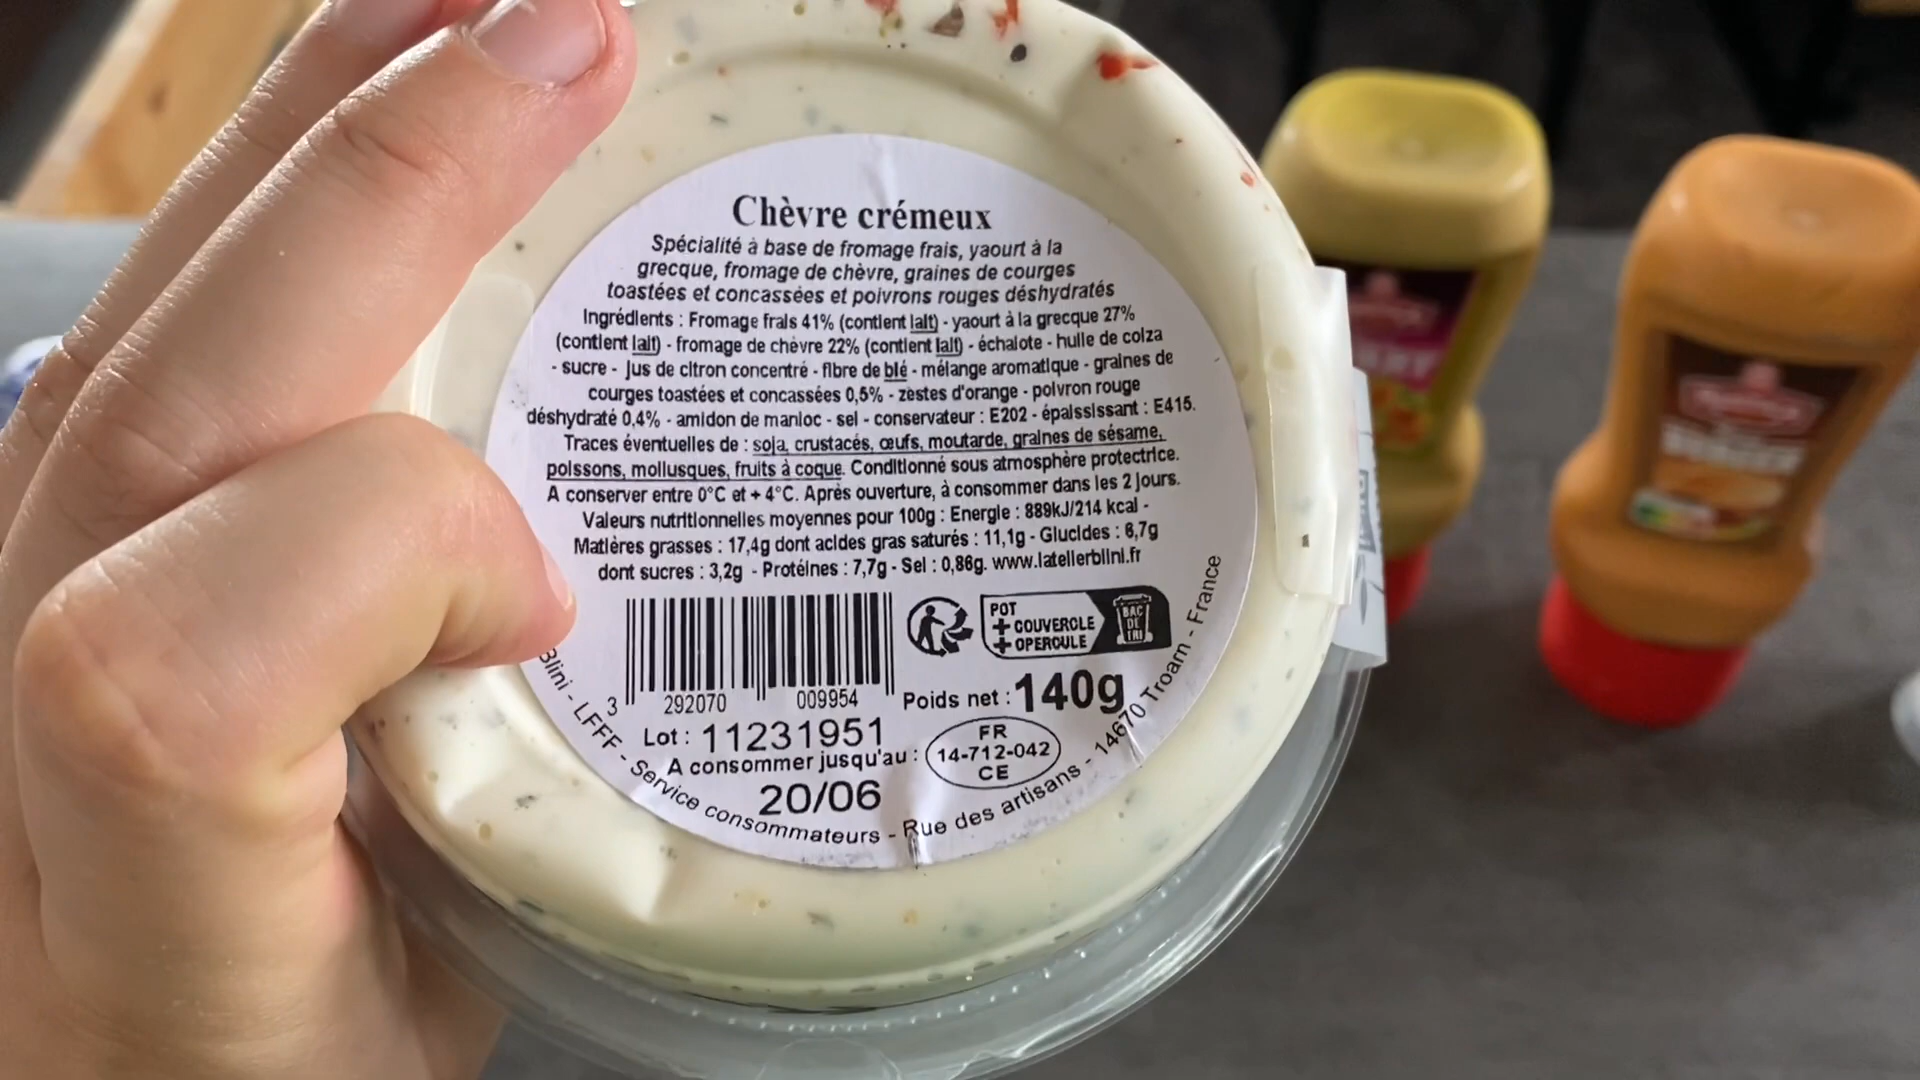 Chèvre crémeux
Spécialité à base de fromage frais, yaourt à la
grecque, fromage de chèvre, graines de courges
toastées et concassées et poivrons rouges déshydratés
Ingrédients : Fromage frais 41% (contient lait) - yaourt à la grecque 27%
(contient lait) - fromage de chèvre 22% (contient lait) - échalote - huile de colza
- sucre - jus de citron concentré - fibre de blé - mélange aromatique - graines de
courges toastées et concassées 0,5% - zestes d'orange - poivron rouge
déshydraté 0,4% - amidon de manioc - sel - conservateur : E202 - épaississant : E415.
Traces éventuelles de : soja, crustacés, œufs, moutarde, graines de sésame,
poissons, mollusques, fruits à coque. Conditionné sous atmosphère protectrice.
A conserver entre 0°C et + 4°C. Après ouverture, à consommer dans les 2 jours.
Valeurs nutritionnelles moyennes pour 100g : Energie : 889kJ/214 kcal -
Matières grasses : 17,4g dont acides gras saturés : 11,1g - Glucides : 6,7g
dont sucres : 3,2g - Protéines : 7,7g - Sel : 0,86g. www.latelierblini.fr
POT
+ COUVERCLE
+ OPERCULE
BAC
DE
TRI
3 292070 009954
Poids net : 140g
Lot : 11231951
A consommer jusqu'au :
20/06
FR
14-712-042
CE
Blini - LFFF - Service consommateurs - Rue des artisans - 14670 Troarn - France